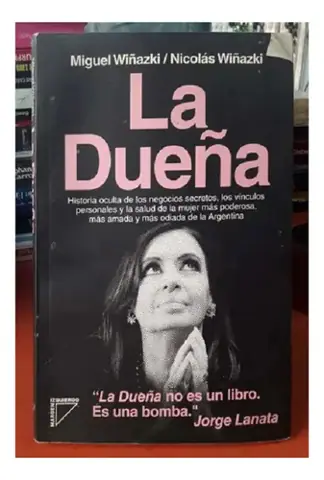 Miguel Wiñazki / Nicolás Wiñazki
La
Dueña
Historia oculta de los negocios secretos, los vínculos
personales y la salud de la mujer más poderosa,
más amada y más odiada de la Argentina
"La Dueña no es un libro.
Es una bomba."
Jorge Lanata
MARGEN
IZQUIERDO